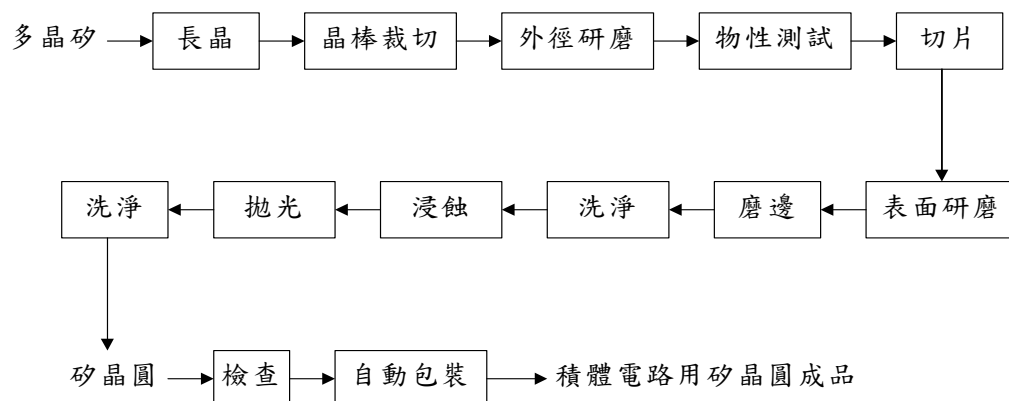 多晶矽 長晶 晶棒裁切 外徑研磨 物性測試 切片
洗淨 拋光 浸蝕 洗淨 磨邊 表面研磨
矽晶圓 檢查 自動包裝 積體電路用矽晶圓成品